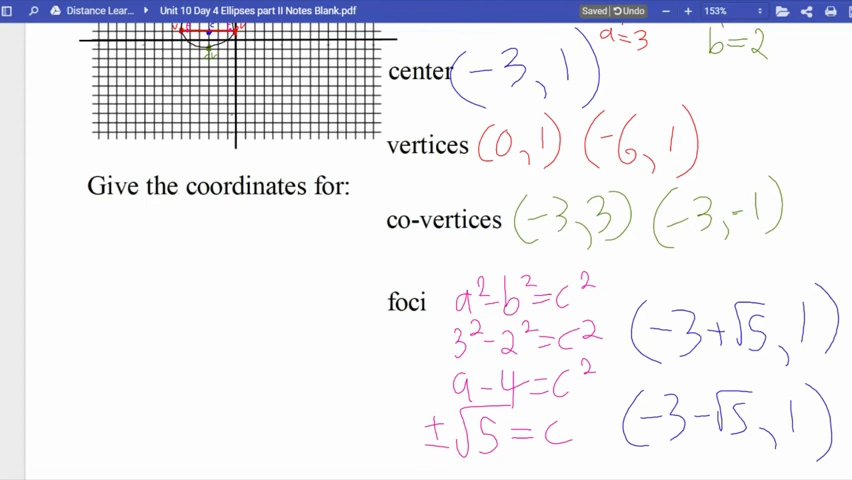 Distance Lear... Unit 10 Day 4 Ellipses part II Notes Blank.pdf Saved Undo 153%
a=3 b=2
center (-3, 1)
vertices (0, 1) (-6, 1)
Give the coordinates for:
co-vertices (-3, 3) (-3, -1)
foci a²-b²=c²
3²-2²=c² (-3+√5, 1)
9-4=c²
±√5=c (-3-√5, 1)